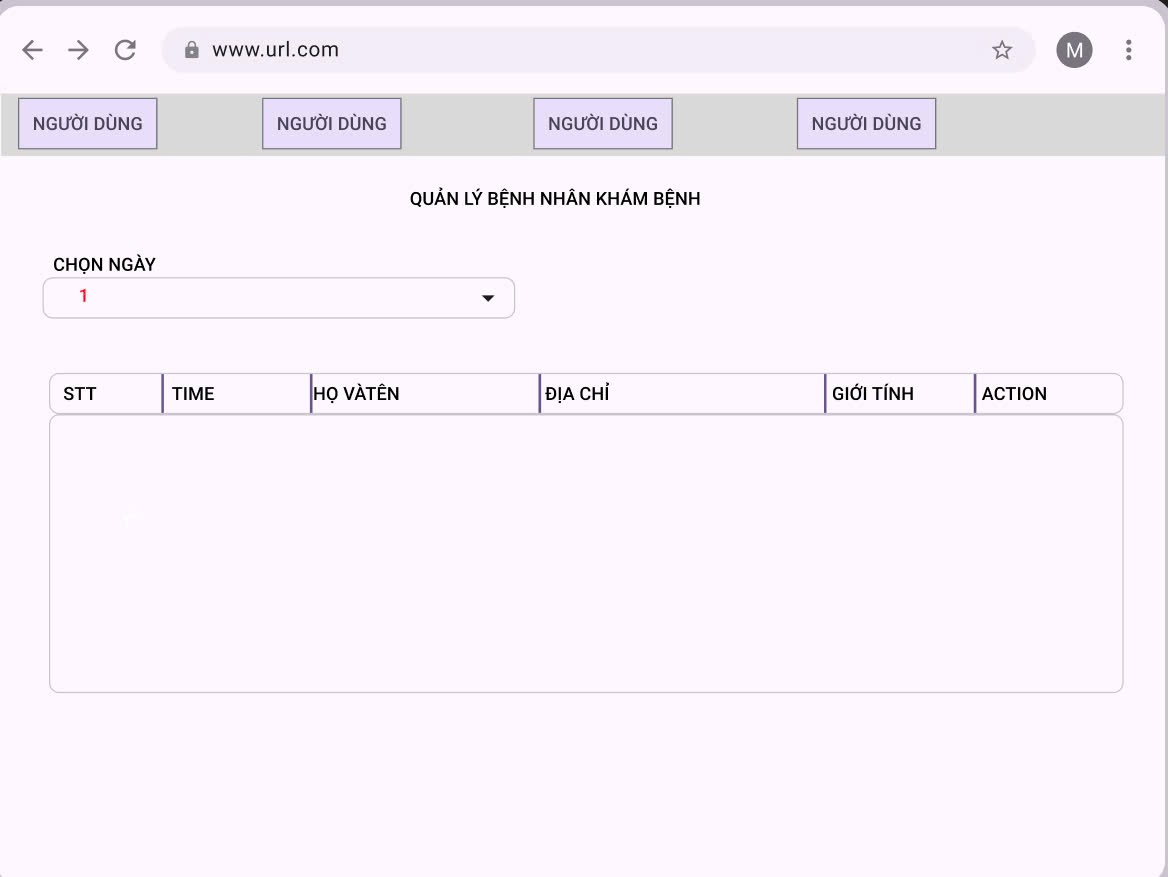 www.url.com
M
NGƯỜI DÙNG NGƯỜI DÙNG NGƯỜI DÙNG NGƯỜI DÙNG
QUẢN LÝ BỆNH NHÂN KHÁM BỆNH
CHỌN NGÀY
1
STT TIME HỌ VÀTÊN ĐỊA CHỈ GIỚI TÍNH ACTION